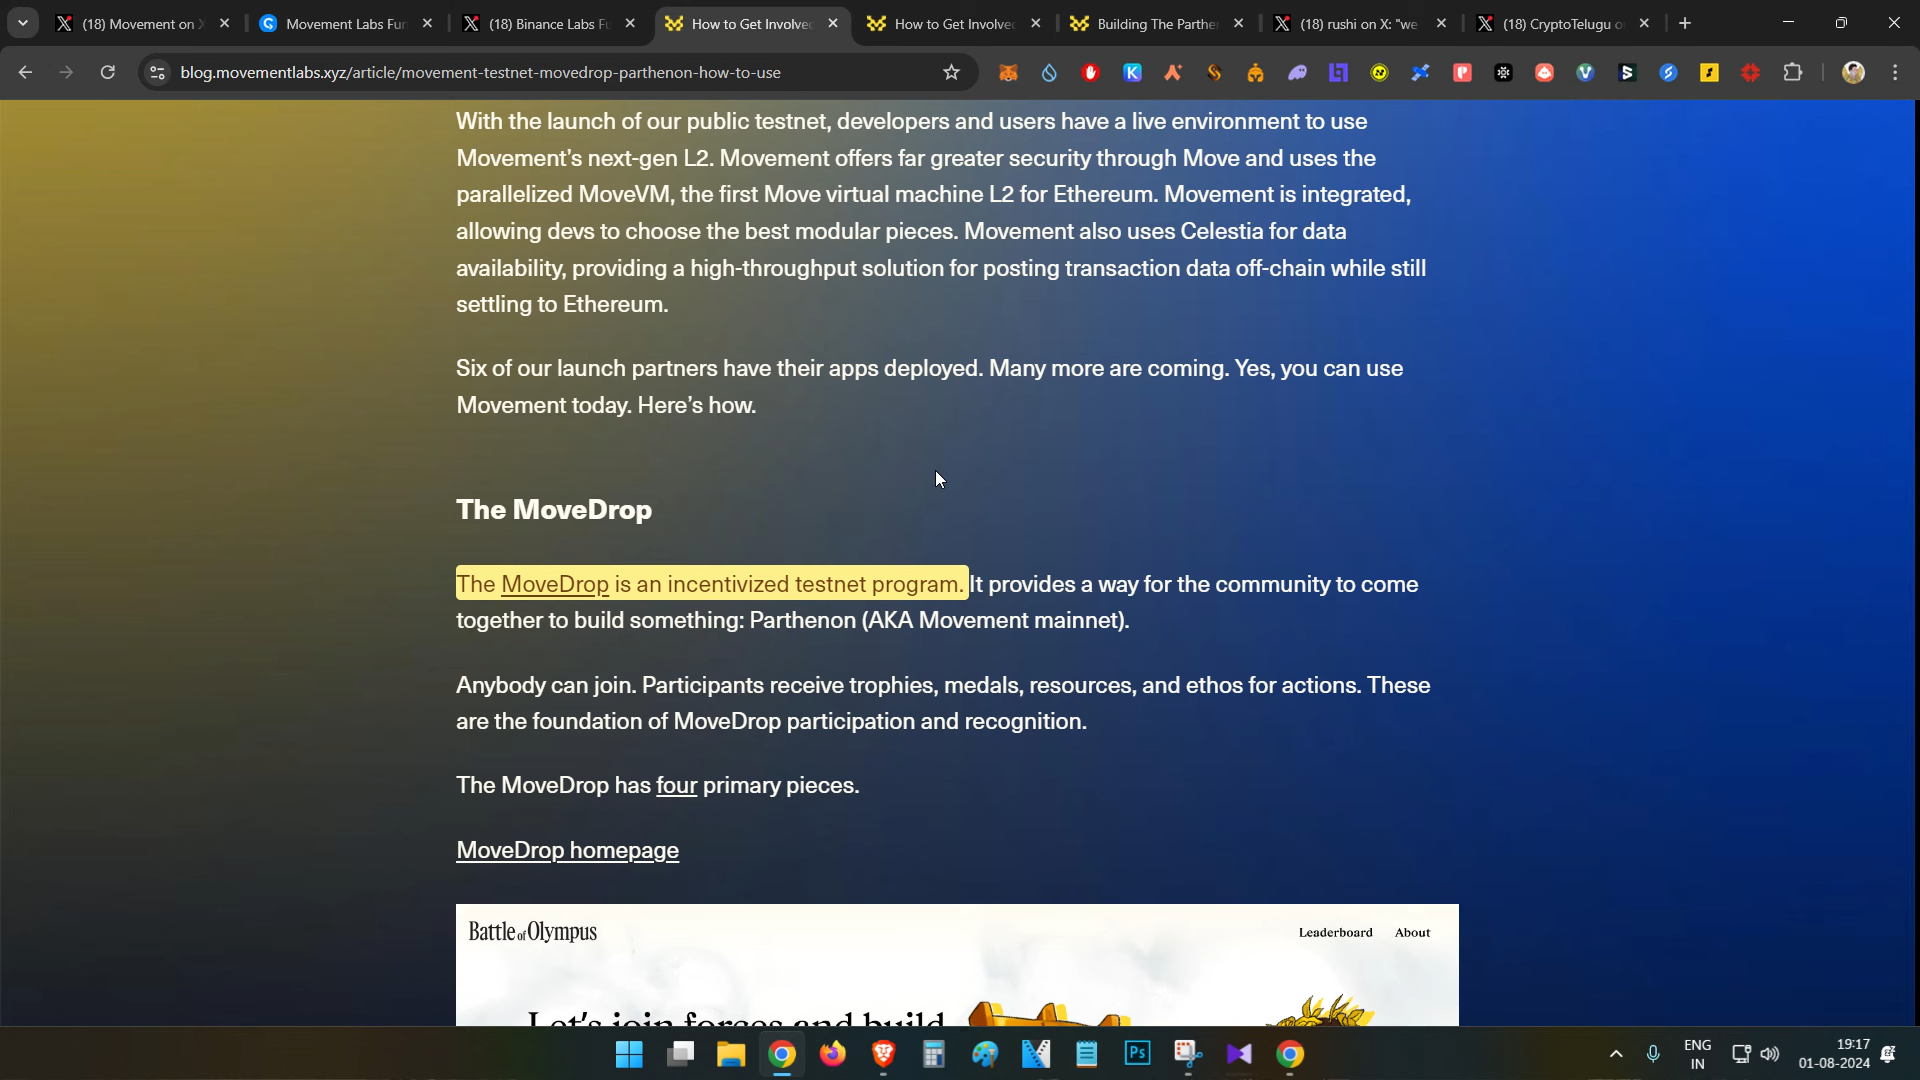 (18) Movement on X
Movement Labs Fun
(18) Binance Labs F
How to Get Involve
How to Get Involve
Building The Parthe
(18) rushi on X: "we
(18) CryptoTelugu o
blog.movementlabs.xyz/article/movement-testnet-movedrop-parthenon-how-to-use
With the launch of our public testnet, developers and users have a live environment to use
Movement’s next-gen L2. Movement offers far greater security through Move and uses the
parallelized MoveVM, the first Move virtual machine L2 for Ethereum. Movement is integrated,
allowing devs to choose the best modular pieces. Movement also uses Celestia for data
availability, providing a high-throughput solution for posting transaction data off-chain while still
settling to Ethereum.
Six of our launch partners have their apps deployed. Many more are coming. Yes, you can use
Movement today. Here’s how.
The MoveDrop
The MoveDrop is an incentivized testnet program. It provides a way for the community to come
together to build something: Parthenon (AKA Movement mainnet).
Anybody can join. Participants receive trophies, medals, resources, and ethos for actions. These
are the foundation of MoveDrop participation and recognition.
The MoveDrop has four primary pieces.
MoveDrop homepage
Battle of Olympus
Leaderboard About
Let’s join forces and build
Ps
ENG
IN
19:17
01-08-2024